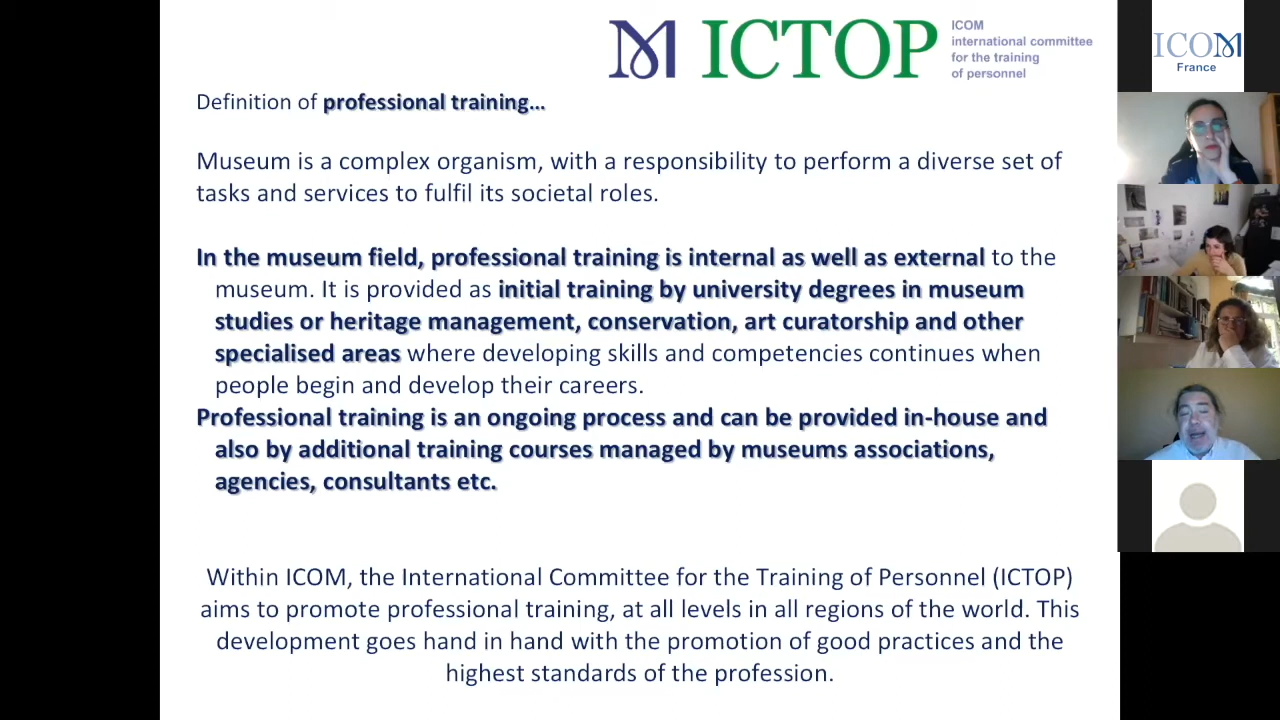 ICTOP
ICOM
international committee
for the training
of personnel
ICOM
France
Definition of professional training...
Museum is a complex organism, with a responsibility to perform a diverse set of
tasks and services to fulfil its societal roles.
In the museum field, professional training is internal as well as external to the
museum. It is provided as initial training by university degrees in museum
studies or heritage management, conservation, art curatorship and other
specialised areas where developing skills and competencies continues when
people begin and develop their careers.
Professional training is an ongoing process and can be provided in-house and
also by additional training courses managed by museums associations,
agencies, consultants etc.
Within ICOM, the International Committee for the Training of Personnel (ICTOP)
aims to promote professional training, at all levels in all regions of the world. This
development goes hand in hand with the promotion of good practices and the
highest standards of the profession.